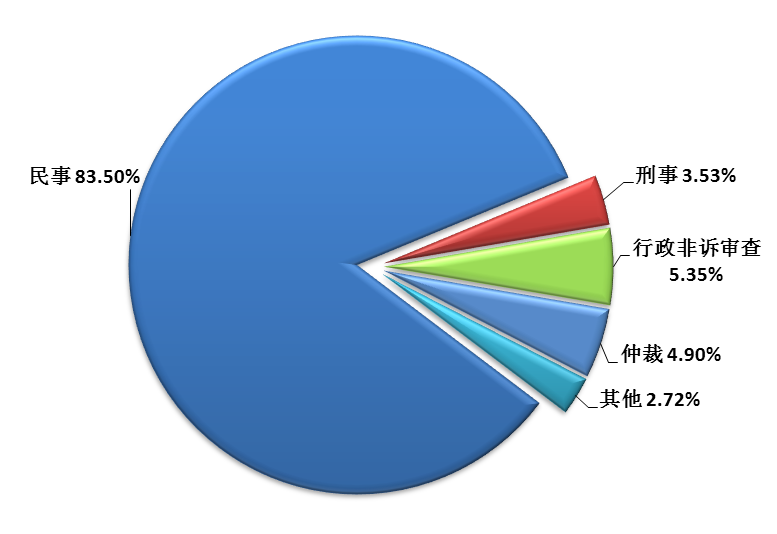 民事 83.50%
刑事 3.53%
行政非诉审查
5.35%
仲裁 4.90%
其他 2.72%